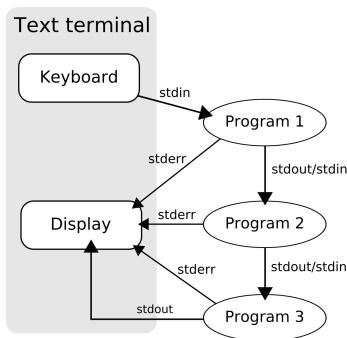 Text terminal
Keyboard
stdin
Program 1
stderr
stdout/stdin
Display
stderr
Program 2
stderr
stdout/stdin
stdout
Program 3